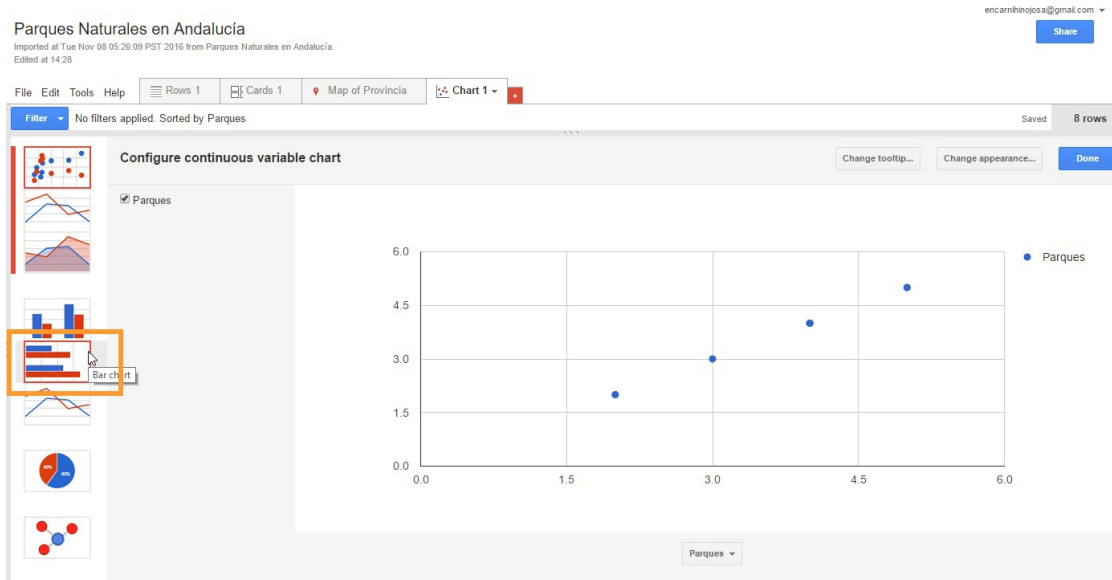 encarnihinojosa@gmail.com
Parques Naturales en Andalucía
Share
Imported at Tue Nov 08 05:26:09 PST 2016 from Parques Naturales en Andalucía.
Edited at 14:28
File Edit Tools Help Rows 1 Cards 1 Map of Provincia Chart 1
Filter No filters applied. Sorted by Parques Saved 8 rows
Configure continuous variable chart Change tooltip... Change appearance... Done
Parques
6.0
Parques
4.5
3.0
Bar chart
1.5
40%
60%
0.0
0.0 1.5 3.0 4.5 6.0
Parques